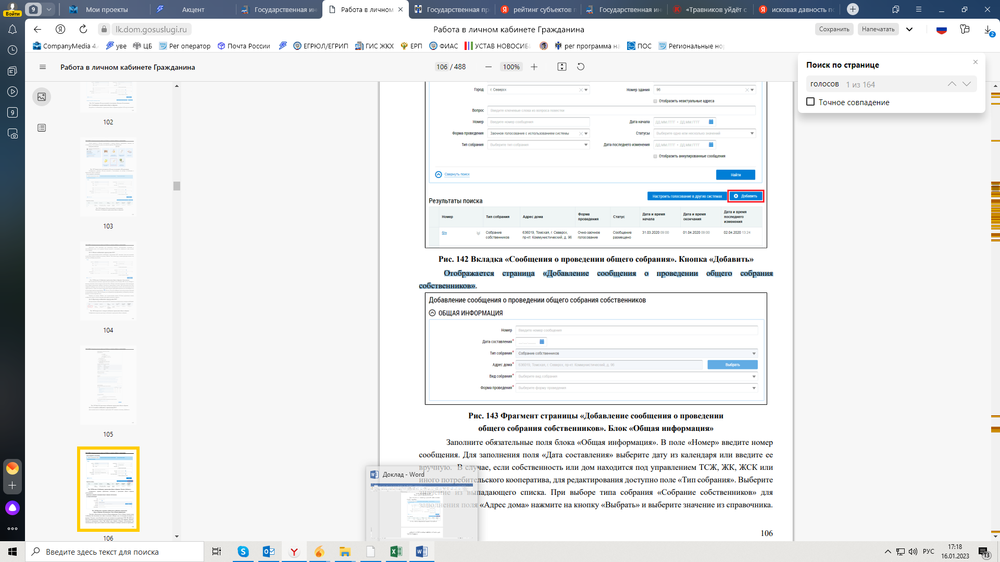 Войти
9
Мои проекты
Акцент
Государственная ин
Работа в личном
Государственная пр
рейтинг субъектов п
Государственная ин
«Травников уйдёт с
исковая давность по
lk.dom.gosuslugi.ru
Работа в личном кабинете Гражданина
Сохранить
Напечатать
2
CompanyMedia 4.
уве
ЦБ
Рег оператор
Почта России
ЕГРЮЛ/ЕГРИП
ГИС ЖКХ
ЕРП
ФИАС
УСТАВ НОВОСИБИ
рег программа на
ПОС
Региональные нор
Работа в личном кабинете Гражданина
106 / 488
100%
Поиск по странице
голосов 1 из 164
Точное совпадение
9
102
103
104
105
106
Город г. Северск
Номер здания 96
Отобразить неактуальные адреса
Вопрос Введите ключевые слова из вопроса повестки
Номер Введите номер сообщения
Дата начала ДД.ММ.ГГГГ - ДД.ММ.ГГГГ
Форма проведения Заочное голосование с использованием системы
Статусы Выберите одно или несколько значений
Тип собрания Выберите тип собрания
Дата последнего изменения ДД.ММ.ГГГГ - ДД.ММ.ГГГГ
Отобразить аннулированные сообщения
Свернуть поиск
Найти
Результаты поиска
Настроить голосование в других системах
Добавить
Номер
Тип собрания
Адрес дома
Форма проведения
Статус
Дата и время начала
Дата и время окончания
Дата и время последнего изменения
б/н
Собрание собственников
636019, Томская, г. Северск, пр-кт. Коммунистический, д. 96
Очно-заочное голосование
Сообщение размещено
31.03.2020 09:00
01.04.2020 09:00
02.04.2020 13:24
Рис. 142 Вкладка «Сообщения о проведении общего собрания». Кнопка «Добавить»
Отображается страница «Добавление сообщения о проведении общего собрания
собственников».
Добавление сообщения о проведении общего собрания собственников
ОБЩАЯ ИНФОРМАЦИЯ
Номер Введите номер сообщения
Дата составления*
Тип собрания* Собрание собственников
Адрес дома* 636019, Томская, г. Северск, пр-кт. Коммунистический, д. 96
Выбрать
Вид собрания* Выберите вид собрания
Форма проведения* Выберите форму проведения
Рис. 143 Фрагмент страницы «Добавление сообщения о проведении
общего собрания собственников». Блок «Общая информация»
Заполните обязательные поля блока «Общая информация». В поле «Номер» введите номер
сообщения. Для заполнения поля «Дата составления» выберите дату из календаря или введите ее
вручную. В случае, если собственность или дом находится под управлением ТСЖ, ЖК, ЖСК или
иного потребительского кооператива, для редактирования доступно поле «Тип собрания». Выберите
значение из выпадающего списка. При выборе типа собрания «Собрание собственников» для
заполнения поля «Адрес дома» нажмите на кнопку «Выбрать» и выберите значение из справочника.
106
Доклад - Word
Введите здесь текст для поиска
РУС
17:18
16.01.2023
13